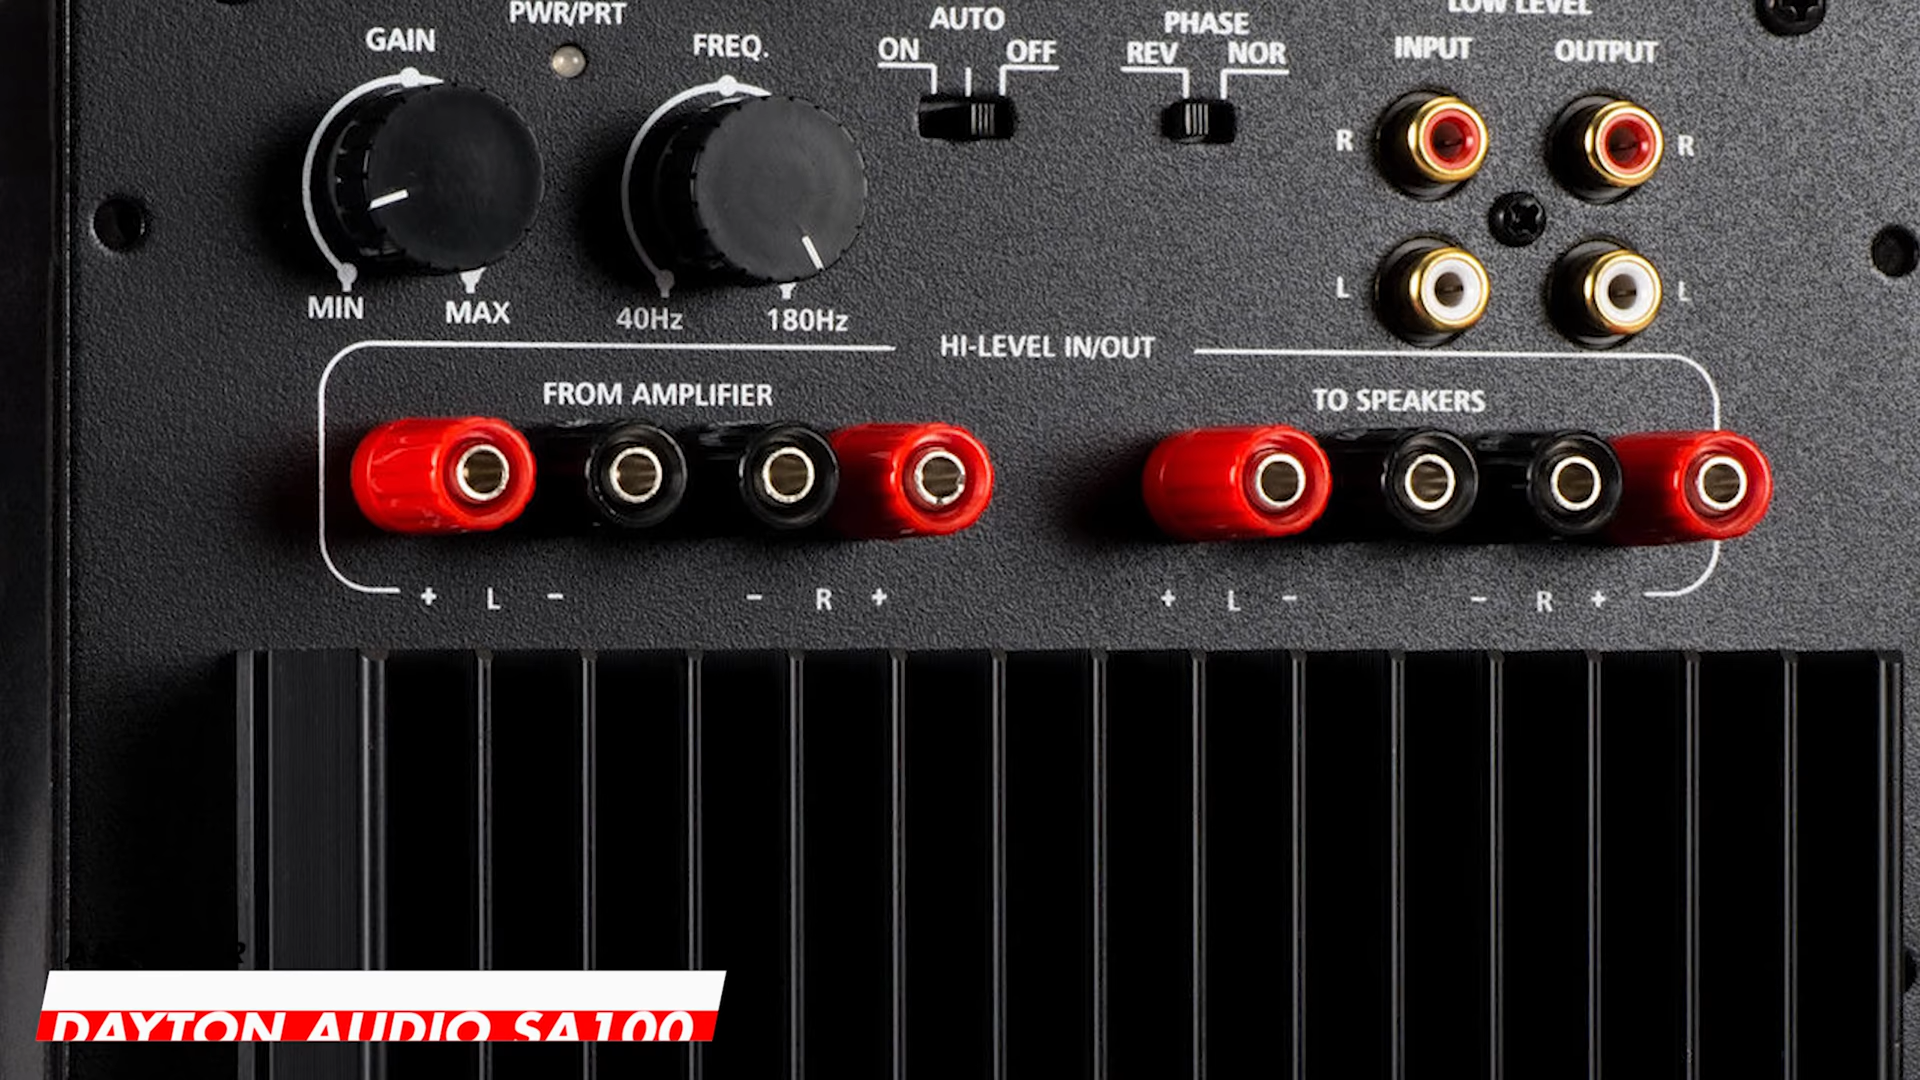 PWR/PRT
GAIN
FREQ.
AUTO
ON OFF
PHASE
REV NOR
LOW LEVEL
INPUT OUTPUT
R R
L L
MIN MAX
40Hz 180Hz
HI-LEVEL IN/OUT
FROM AMPLIFIER
TO SPEAKERS
+ L - - R +
+ L - - R +
DAYTON AUDIO SA100